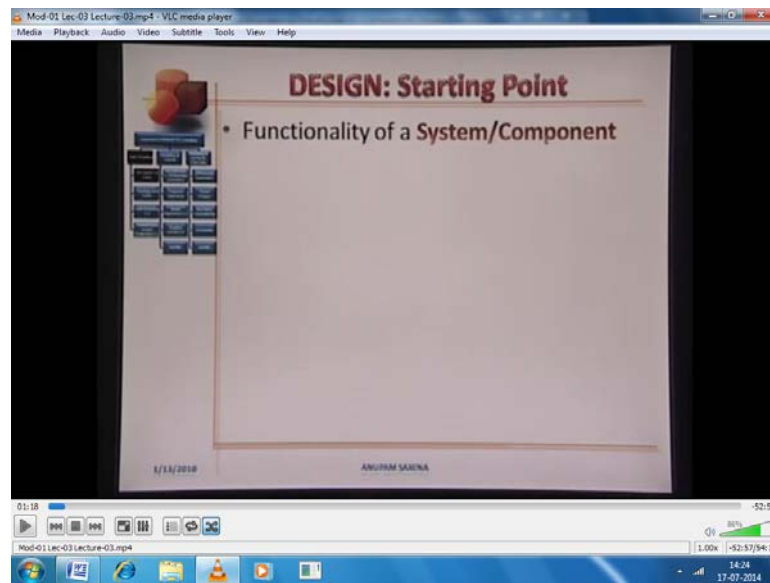 Mod-01 Lec-03 Lecture-03.mp4 - VLC media player
Media Playback Audio Video Subtitle Tools View Help
DESIGN: Starting Point
• Functionality of a System/Component
1/13/2010 ANUPAM SAXENA
01:18
86%
Mod-01 Lec-03 Lecture-03.mp4 1.00x
14:24
17-07-2014